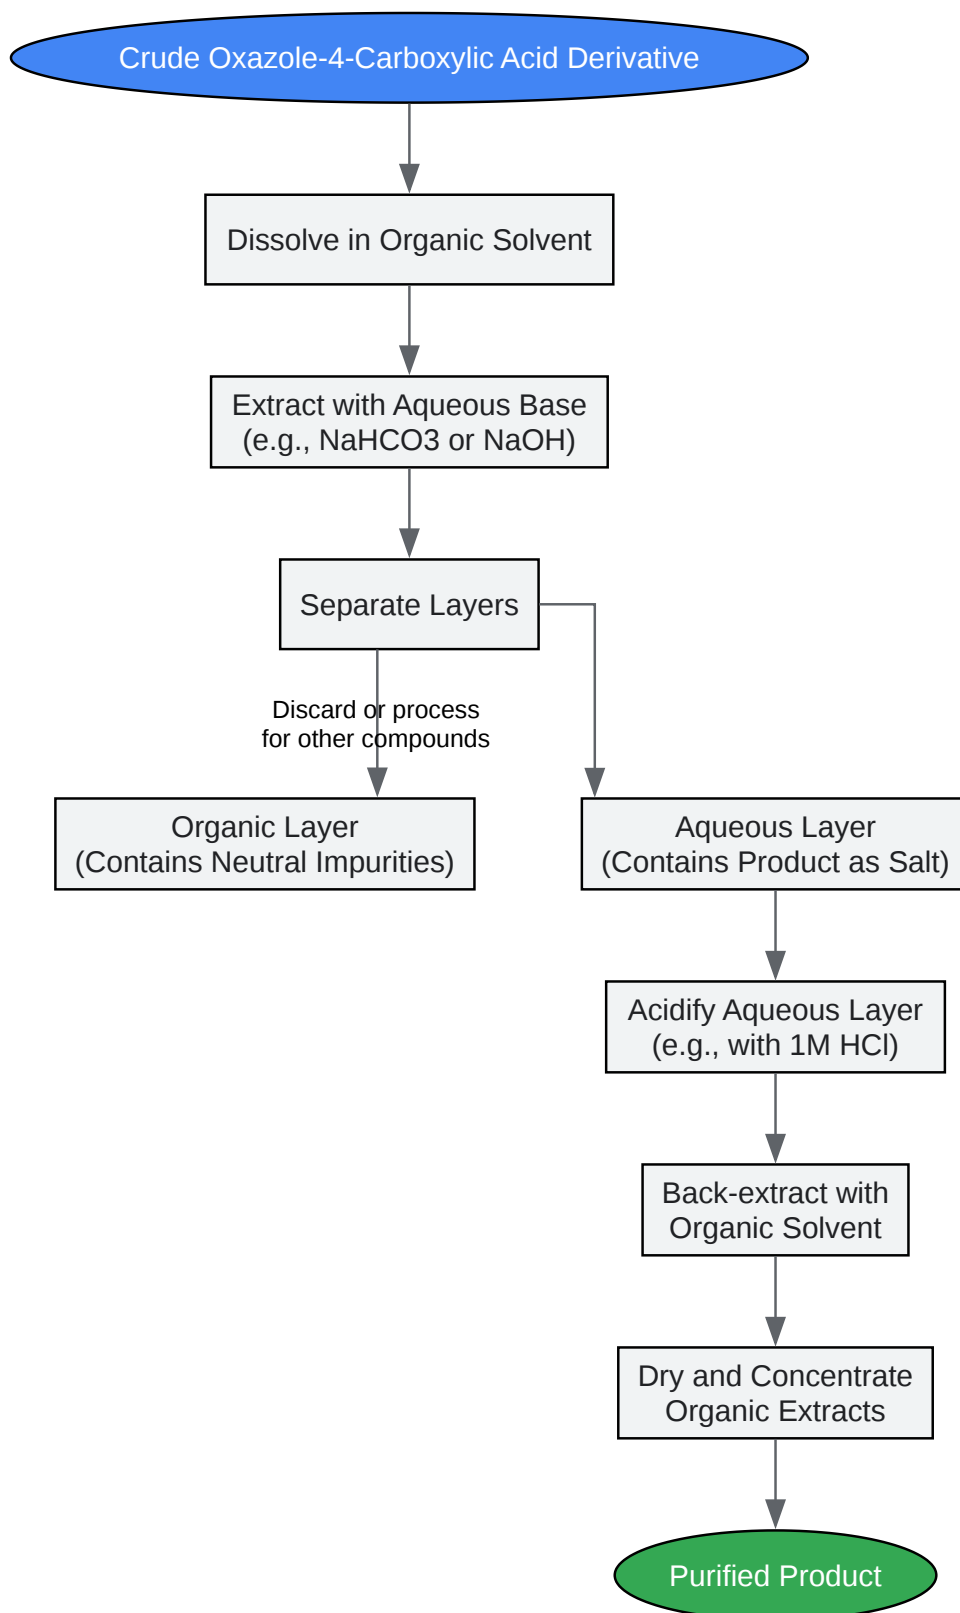 Crude Oxazole-4-Carboxylic Acid Derivative
Dissolve in Organic Solvent
Extract with Aqueous Base
(e.g., NaHCO3 or NaOH)
Separate Layers
Discard or process
for other compounds
Organic Layer
(Contains Neutral Impurities)
Aqueous Layer
(Contains Product as Salt)
Acidify Aqueous Layer
(e.g., with 1M HCl)
Back-extract with
Organic Solvent
Dry and Concentrate
Organic Extracts
Purified Product